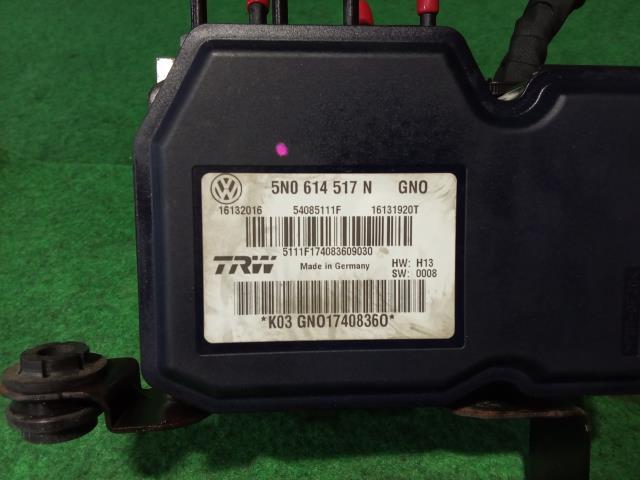 5N0 614 517 N GNO
16132016 54085111F 16131920T
5111F174083609030
TRW Made in Germany HW: H13
SW: 0008
*K03 GNO17408360*